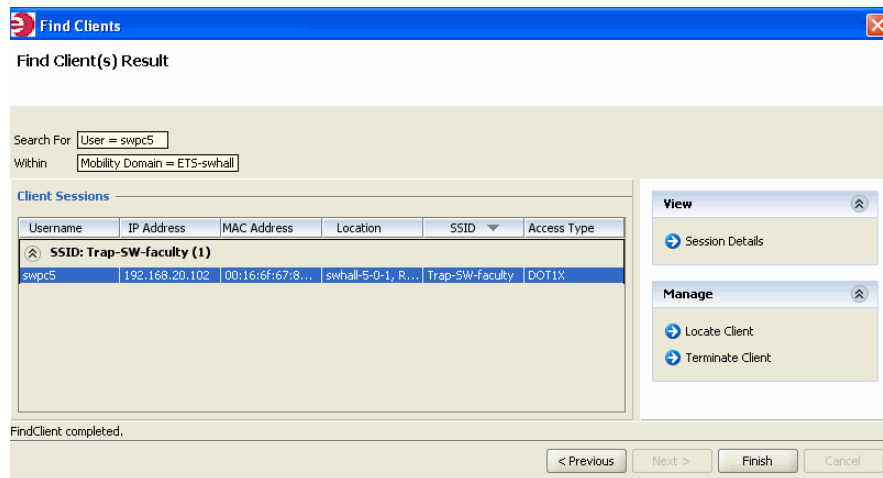 Find Clients
Find Client(s) Result
Search For User = swpc5
Within Mobility Domain = ETS-swhall
Client Sessions
Username IP Address MAC Address Location SSID Access Type
SSID: Trap-SW-faculty (1)
swpc5 192.168.20.102 00:16:6f:67:8... swhall-5-0-1, R... Trap-SW-faculty DOT1X
View
Session Details
Manage
Locate Client
Terminate Client
FindClient completed.
< Previous Next > Finish Cancel